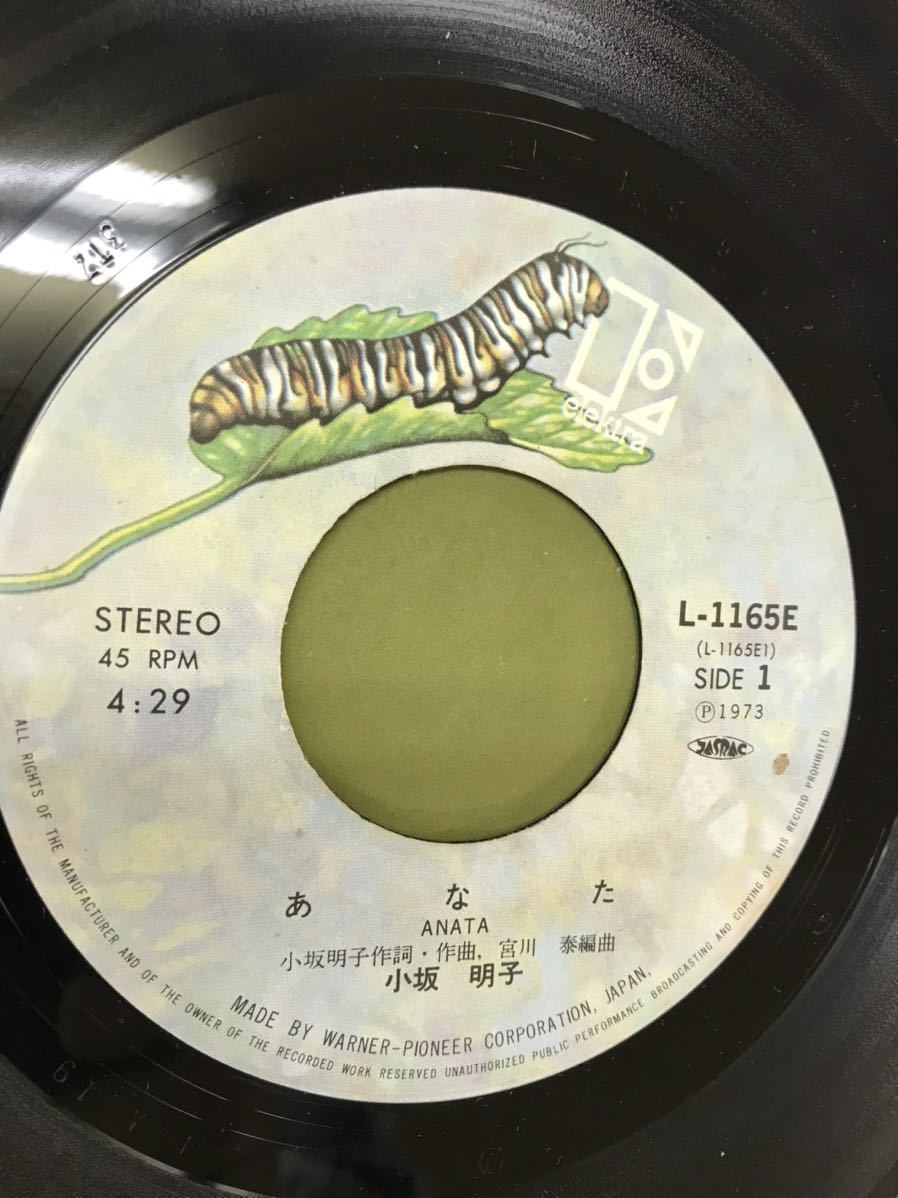 elektra
STEREO
45 RPM
4:29
L-1165E
(L-1165E1)
SIDE 1
Ⓟ1973
JASRAC
あなた
ANATA
小坂明子作詞・作曲, 宮川 泰編曲
小坂 明子
MADE BY WARNER-PIONEER CORPORATION, JAPAN,
ALL RIGHTS OF THE MANUFACTURER AND OF THE OWNER OF THE RECORDED WORK RESERVED UNAUTHORIZED PUBLIC PERFORMANCE BROADCASTING AND COPYING OF THIS RECORD PROHIBITED